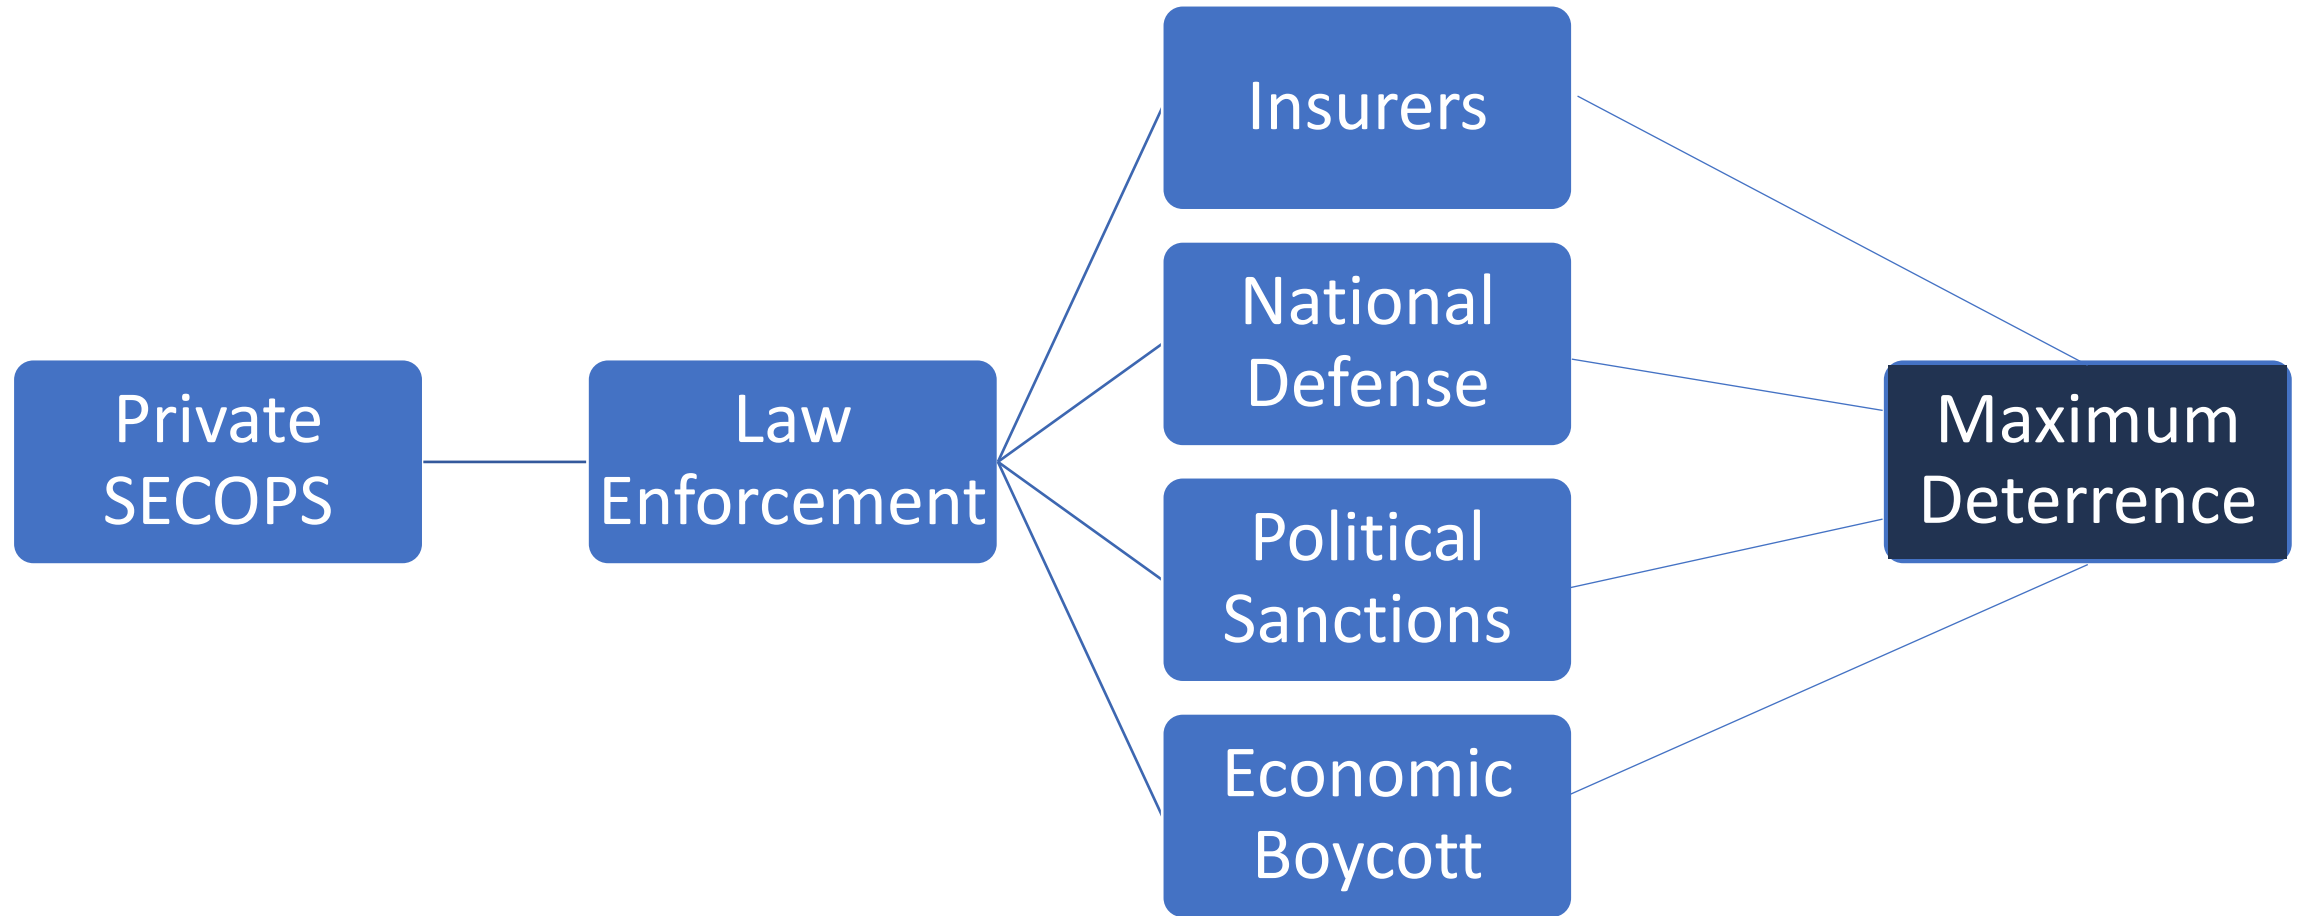 Private
SECOPS
Law
Enforcement
Insurers
National
Defense
Political
Sanctions
Economic
Boycott
Maximum
Deterrence